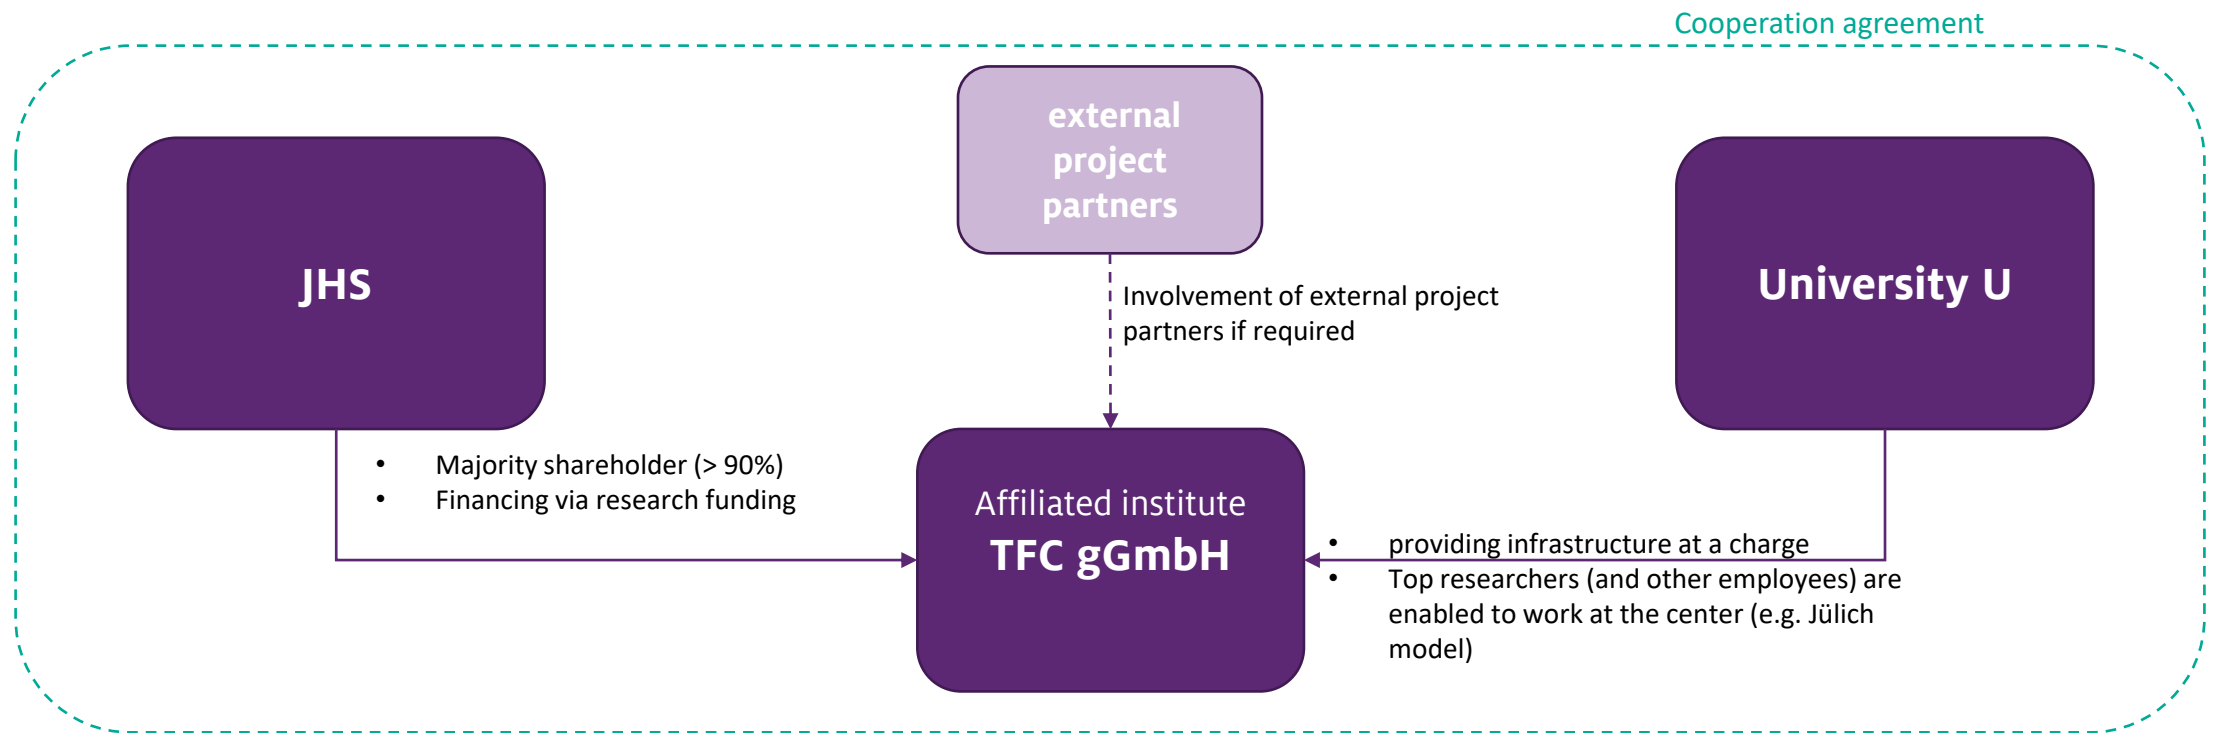 Cooperation agreement
external
project
partners
JHS
University U
Involvement of external project
partners if required
• Majority shareholder (> 90%)
• Financing via research funding
Affiliated institute
TFC gGmbH
• providing infrastructure at a charge
• Top researchers (and other employees) are
enabled to work at the center (e.g. Jülich
model)